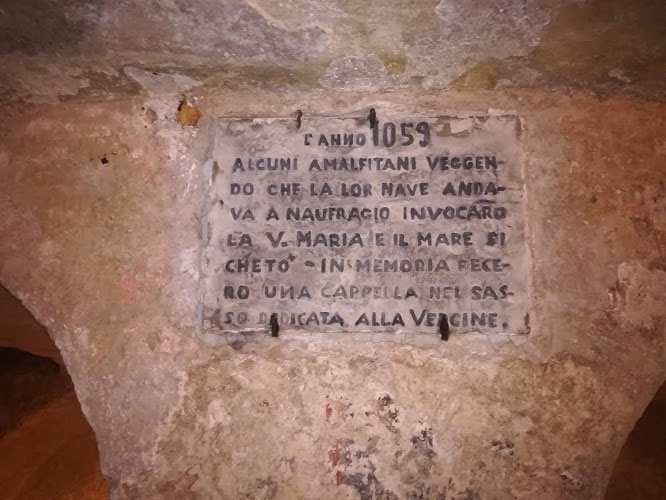 L'ANNO 1059
ALCUNI AMALFITANI VEGGEN-
DO CHE LA LOR NAVE ANDA-
VA A NAUFRAGIO INVOCARO
LA V. MARIA E IL MARE SI
CHETO' - IN MEMORIA FECE-
RO UNA CAPPELLA NEL SAS-
SO DEDICATA ALLA VERGINE.